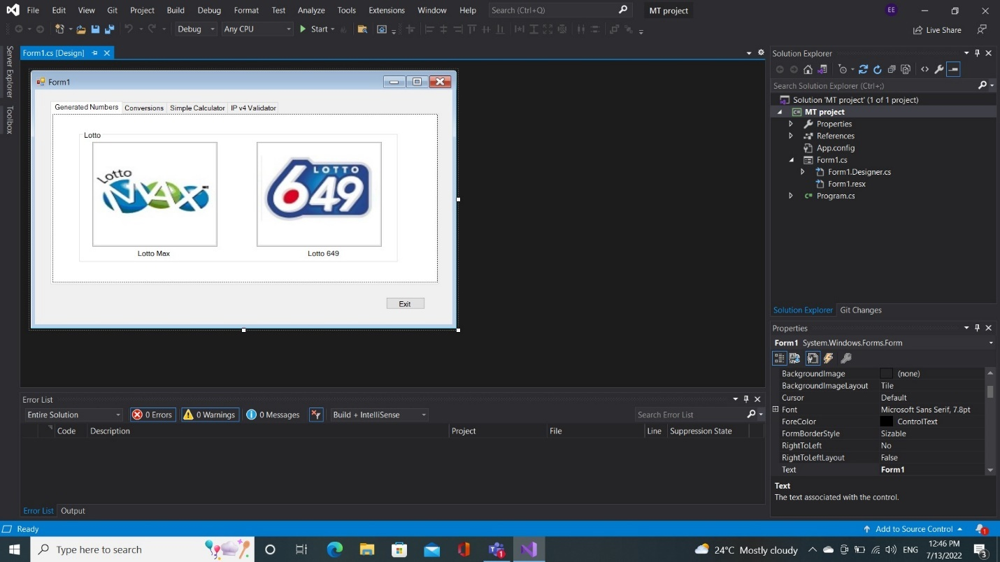 File Edit View Git Project Build Debug Format Test Analyze Tools Extensions Window Help Search (Ctrl+Q) MT project EE
Debug Any CPU Start Live Share
Server Explorer
Toolbox
Form1.cs [Design]
Form1
Generated Numbers Conversions Simple Calculator IP v4 Validator
Lotto
Lotto MAX
LOTTO 649
Lotto Max Lotto 649
Exit
Solution Explorer
Search Solution Explorer (Ctrl+;)
Solution 'MT project' (1 of 1 project)
MT project
Properties
References
App.config
Form1.cs
Form1.Designer.cs
Form1.resx
Program.cs
Solution Explorer Git Changes
Properties
Form1 System.Windows.Forms.Form
BackgroundImage (none)
BackgroundImageLayout Tile
Cursor Default
Font Microsoft Sans Serif, 7.8pt
ForeColor ControlText
FormBorderStyle Sizable
RightToLeft No
RightToLeftLayout False
Text Form1
Text
The text associated with the control.
Error List
Entire Solution 0 Errors 0 Warnings 0 Messages Build + IntelliSense Search Error List
Code Description Project File Line Suppression State
Error List Output
Ready Add to Source Control 1
Type here to search 1 24°C Mostly cloudy ENG 12:46 PM 3
7/13/2022